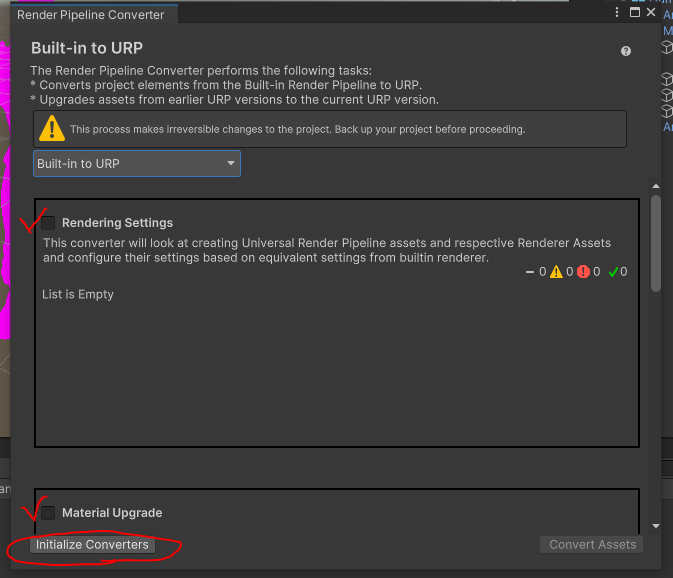 Render Pipeline Converter
Built-in to URP
The Render Pipeline Converter performs the following tasks:
* Converts project elements from the Built-in Render Pipeline to URP.
* Upgrades assets from earlier URP versions to the current URP version.
This process makes irreversible changes to the project. Back up your project before proceeding.
Built-in to URP
Rendering Settings
This converter will look at creating Universal Render Pipeline assets and respective Renderer Assets
and configure their settings based on equivalent settings from builtin renderer.
0 0 0 0
List is Empty
Material Upgrade
Initialize Converters
Convert Assets